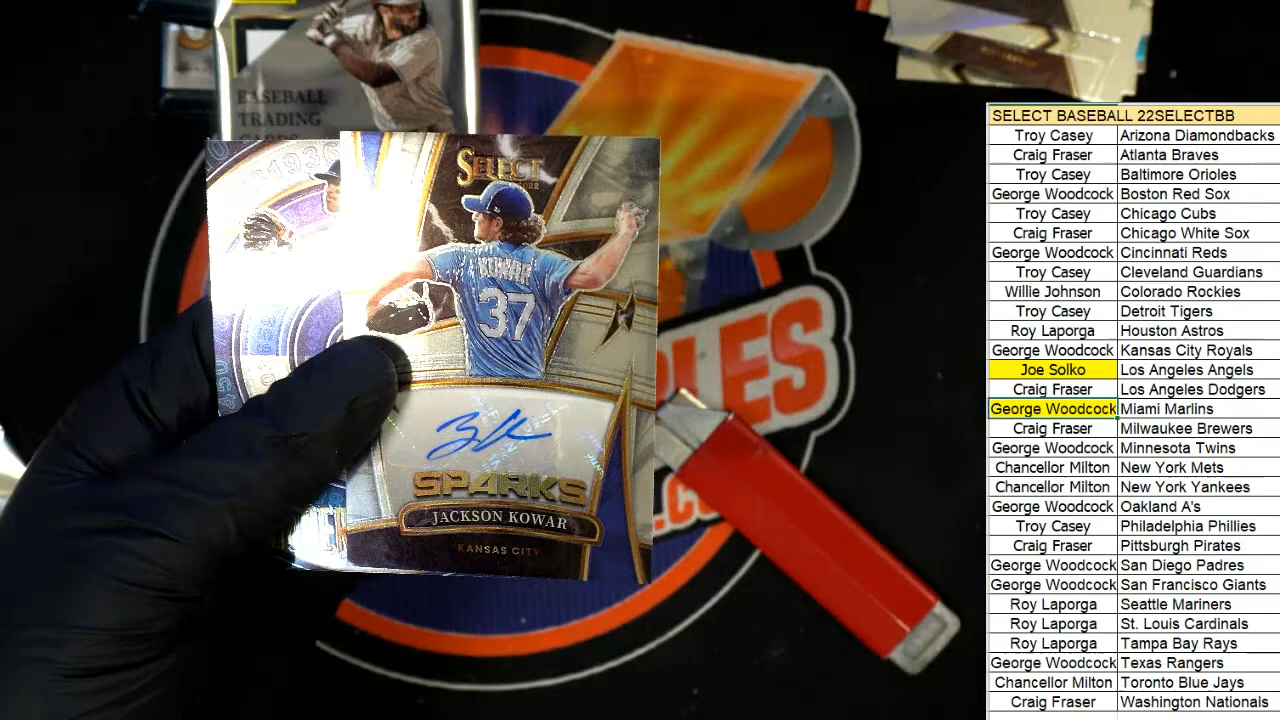 BASEBALL
TRADING
CARDS
1936
SELECT
2022
KOWAR
37
SPARKS
JACKSON KOWAR
KANSAS CITY
LES
.CO
SELECT BASEBALL 22SELECTBB
Troy Casey Arizona Diamondbacks
Craig Fraser Atlanta Braves
Troy Casey Baltimore Orioles
George Woodcock Boston Red Sox
Troy Casey Chicago Cubs
Craig Fraser Chicago White Sox
George Woodcock Cincinnati Reds
Troy Casey Cleveland Guardians
Willie Johnson Colorado Rockies
Troy Casey Detroit Tigers
Roy Laporga Houston Astros
George Woodcock Kansas City Royals
Joe Solko Los Angeles Angels
Craig Fraser Los Angeles Dodgers
George Woodcock Miami Marlins
Craig Fraser Milwaukee Brewers
George Woodcock Minnesota Twins
Chancellor Milton New York Mets
Chancellor Milton New York Yankees
George Woodcock Oakland A's
Troy Casey Philadelphia Phillies
Craig Fraser Pittsburgh Pirates
George Woodcock San Diego Padres
George Woodcock San Francisco Giants
Roy Laporga Seattle Mariners
Roy Laporga St. Louis Cardinals
Roy Laporga Tampa Bay Rays
George Woodcock Texas Rangers
Chancellor Milton Toronto Blue Jays
Craig Fraser Washington Nationals